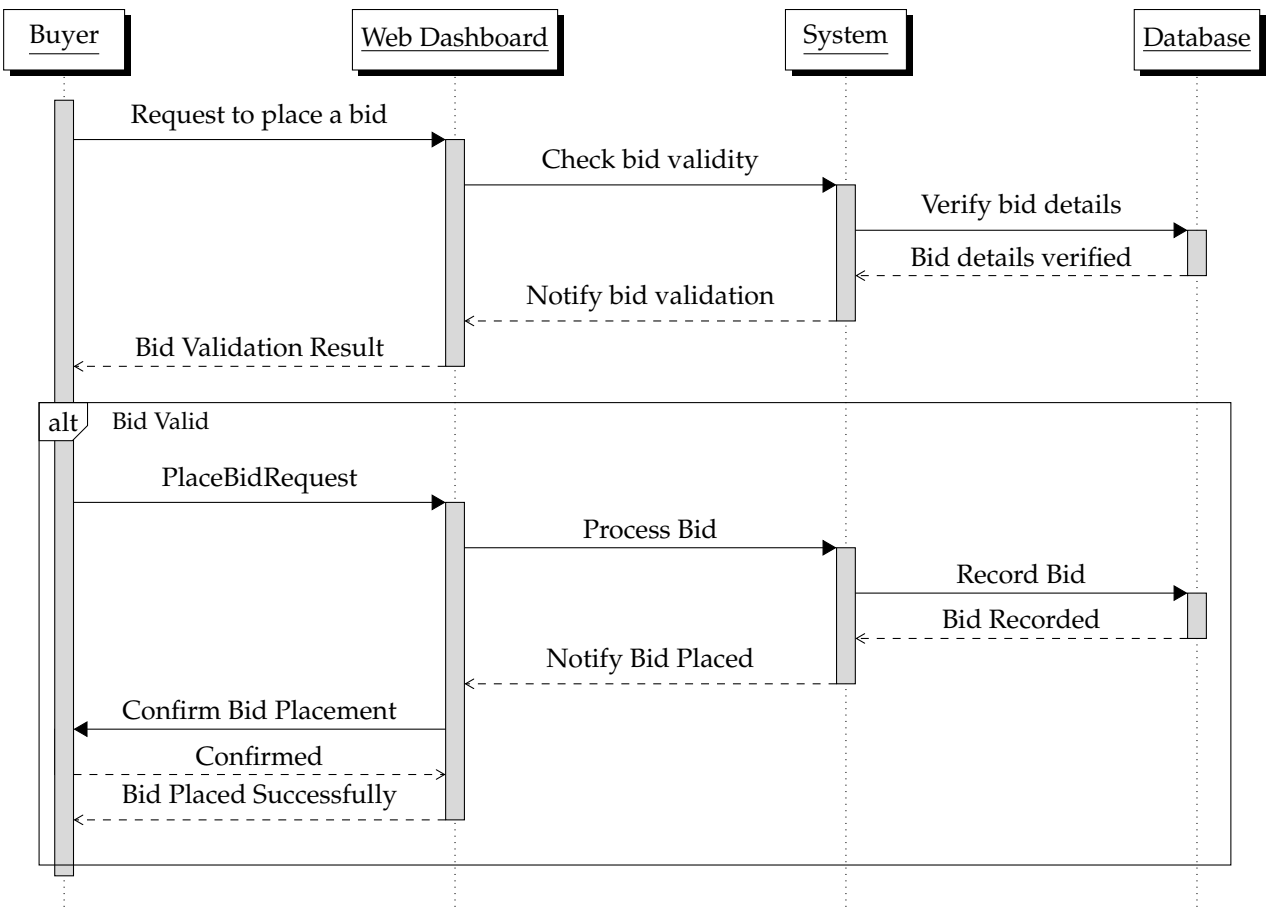 Buyer
Web Dashboard
System
Database
Request to place a bid
Check bid validity
Verify bid details
Bid details verified
Notify bid validation
Bid Validation Result
alt
Bid Valid
PlaceBidRequest
Process Bid
Record Bid
Bid Recorded
Notify Bid Placed
Confirm Bid Placement
Confirmed
Bid Placed Successfully